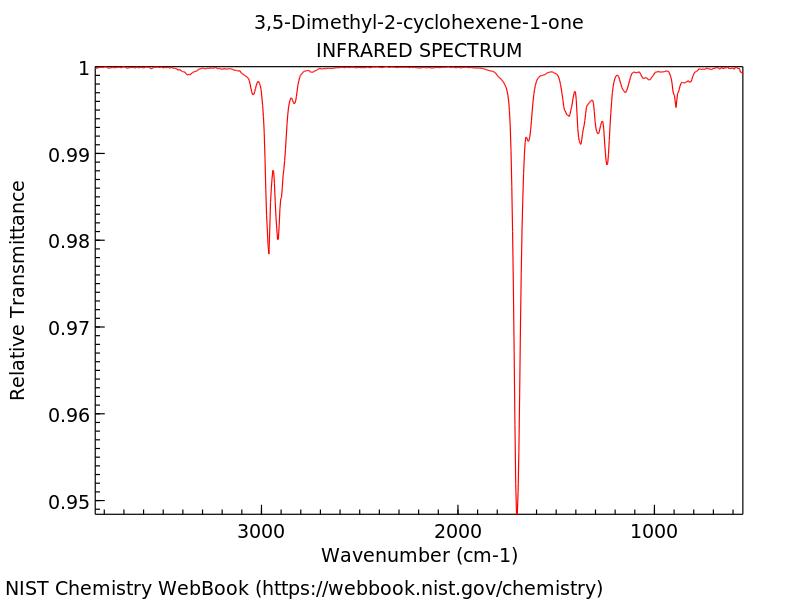 3,5-Dimethyl-2-cyclohexene-1-one
INFRARED SPECTRUM
1
0.99
0.98
0.97
0.96
0.95
Relative Transmittance
3000 2000 1000
Wavenumber (cm-1)
NIST Chemistry WebBook (https://webbook.nist.gov/chemistry)